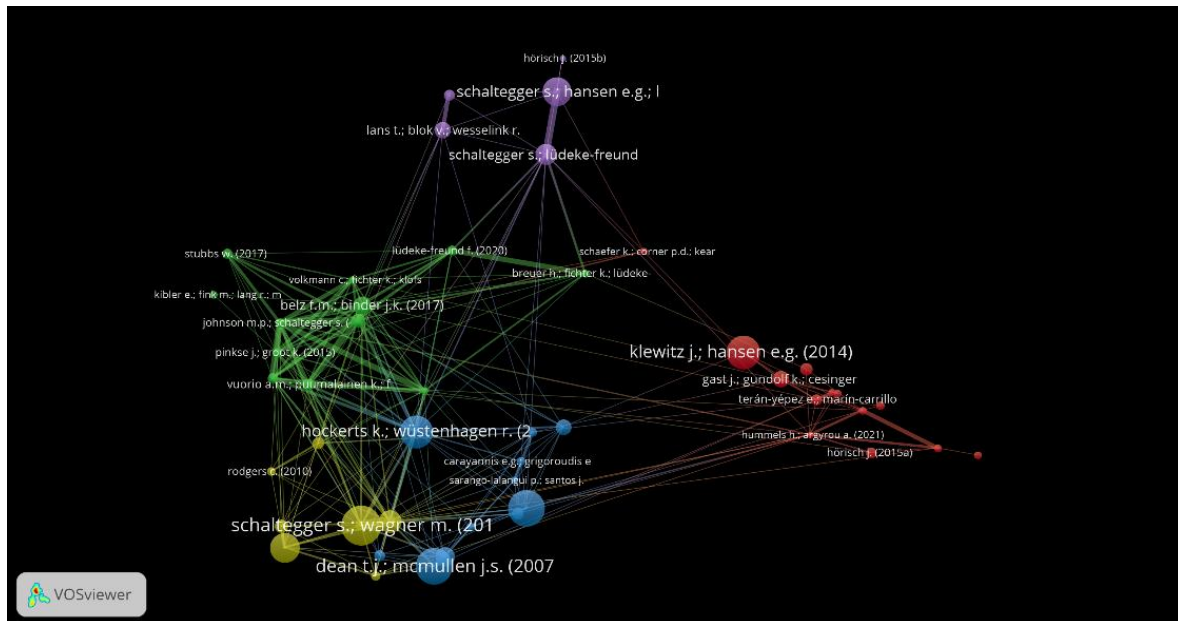 hörisch j. (2015b)
schaltegger s.; hansen e.g.; l
lans t.; blok v.; wesselink r.
schaltegger s.; lüdeke-freund
stubbs w. (2017)
lüdeke-freund f. (2020)
schaefer k.; corner p.d.; kear
breuer h.; fichter k.; lüdeke
volkmann c.; fichter k.; klofs
kibler e.; fink m.; lang r.; m
belz f.m.; binder j.k. (2017)
johnson m.p.; schaltegger s. (
pinkse j.; groot k. (2015)
klewitz j.; hansen e.g. (2014)
vuorio a.m.; puumalainen k.; f
gast j.; gundolf k.; cesinger
terán-yépez e.; marín-carrillo
hockerts k.; wüstenhagen r. (2
hummels h.; argyrou a. (2021)
hörisch j. (2015a)
carayannis e.g.; grigoroudis e
rodgers c. (2010)
sarango-lalangui p.; santos j.
schaltegger s.; wagner m. (201
dean t.j.; mcmullen j.s. (2007
VOSviewer